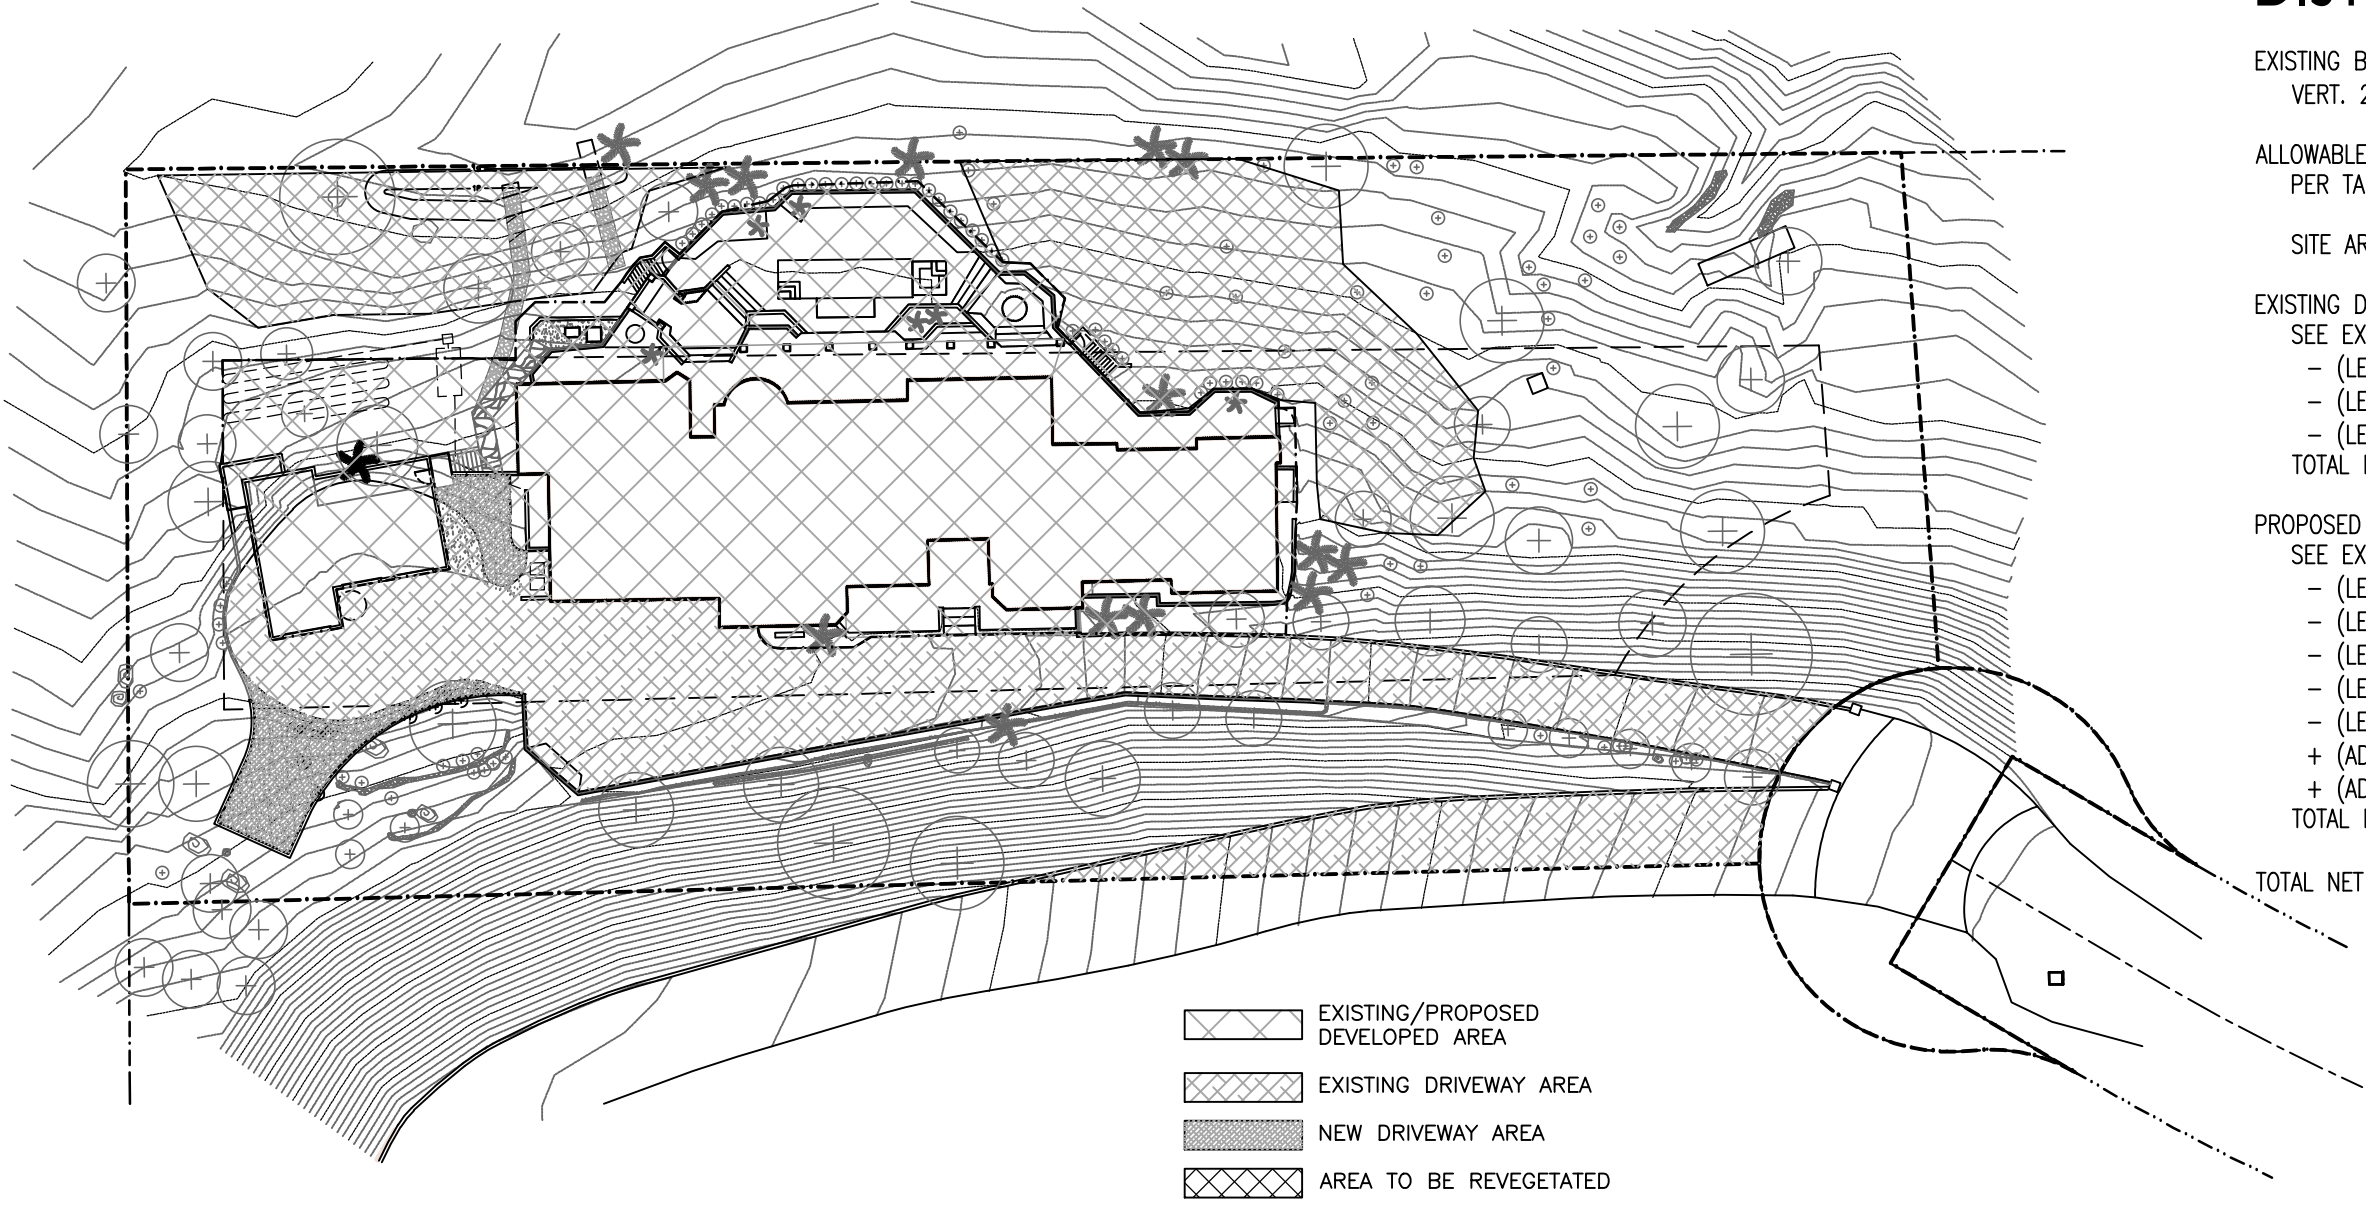 EXISTING B
VERT. 2
ALLOWABLE
PER TA
SITE AR
EXISTING D
SEE EX
- (LE
- (LE
- (LE
TOTAL
PROPOSED
SEE EX
- (LE
- (LE
- (LE
- (LE
- (LE
+ (AD
+ (AD
TOTAL
TOTAL NET
EXISTING/PROPOSED
DEVELOPED AREA
EXISTING DRIVEWAY AREA
NEW DRIVEWAY AREA
AREA TO BE REVEGETATED